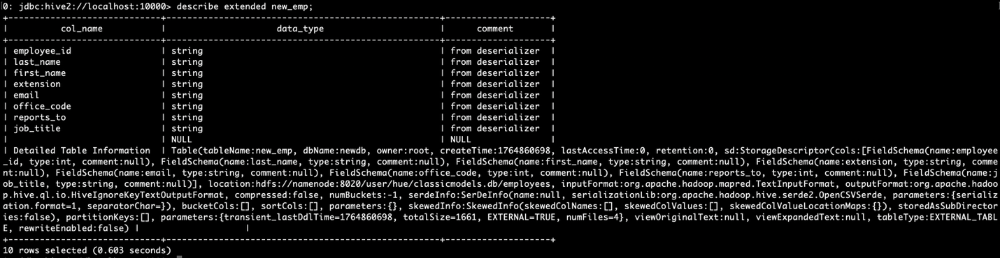 0: jdbc:hive2://localhost:10000> describe extended new_emp;
+----------------------------+----------------------------------------------------+--------------------+
|          col_name          |                     data_type                      |      comment       |
+----------------------------+----------------------------------------------------+--------------------+
| employee_id                | string                                             | from deserializer  |
| last_name                  | string                                             | from deserializer  |
| first_name                 | string                                             | from deserializer  |
| extension                  | string                                             | from deserializer  |
| email                      | string                                             | from deserializer  |
| office_code                | string                                             | from deserializer  |
| reports_to                 | string                                             | from deserializer  |
| job_title                  | string                                             | from deserializer  |
|                            | NULL                                               | NULL               |
| Detailed Table Information | Table(tableName:new_emp, dbName:newdb, owner:root, createTime:1764860698, lastAccessTime:0, retention:0, sd:StorageDescriptor(cols:[FieldSchema(name:employee
_id, type:int, comment:null), FieldSchema(name:last_name, type:string, comment:null), FieldSchema(name:first_name, type:string, comment:null), FieldSchema(name:extension, type:string, comme
nt:null), FieldSchema(name:email, type:string, comment:null), FieldSchema(name:office_code, type:int, comment:null), FieldSchema(name:reports_to, type:int, comment:null), FieldSchema(name:j
ob_title, type:string, comment:null)], location:hdfs://namenode:8020/user/hue/classicmodels.db/employees, inputFormat:org.apache.hadoop.mapred.TextInputFormat, outputFormat:org.apache.hadoo
p.hive.ql.io.HiveIgnoreKeyTextOutputFormat, compressed:false, numBuckets:-1, serdeInfo:SerDeInfo(name:null, serializationLib:org.apache.hadoop.hive.serde2.OpenCSVSerde, parameters:{serializ
ation.format=1, separatorChar=}), bucketCols:[], sortCols:[], parameters:{}, skewedInfo:SkewedInfo(skewedColNames:[], skewedColValues:[], skewedColValueLocationMaps:{}), storedAsSubDirector
ies:false), partitionKeys:[], parameters:{transient_lastDdlTime=1764860698, totalSize=1661, EXTERNAL=TRUE, numFiles=4}, viewOriginalText:null, viewExpandedText:null, tableType:EXTERNAL_TABL
E, rewriteEnabled:false) |                    |
+----------------------------+----------------------------------------------------+--------------------+
10 rows selected (0.603 seconds)